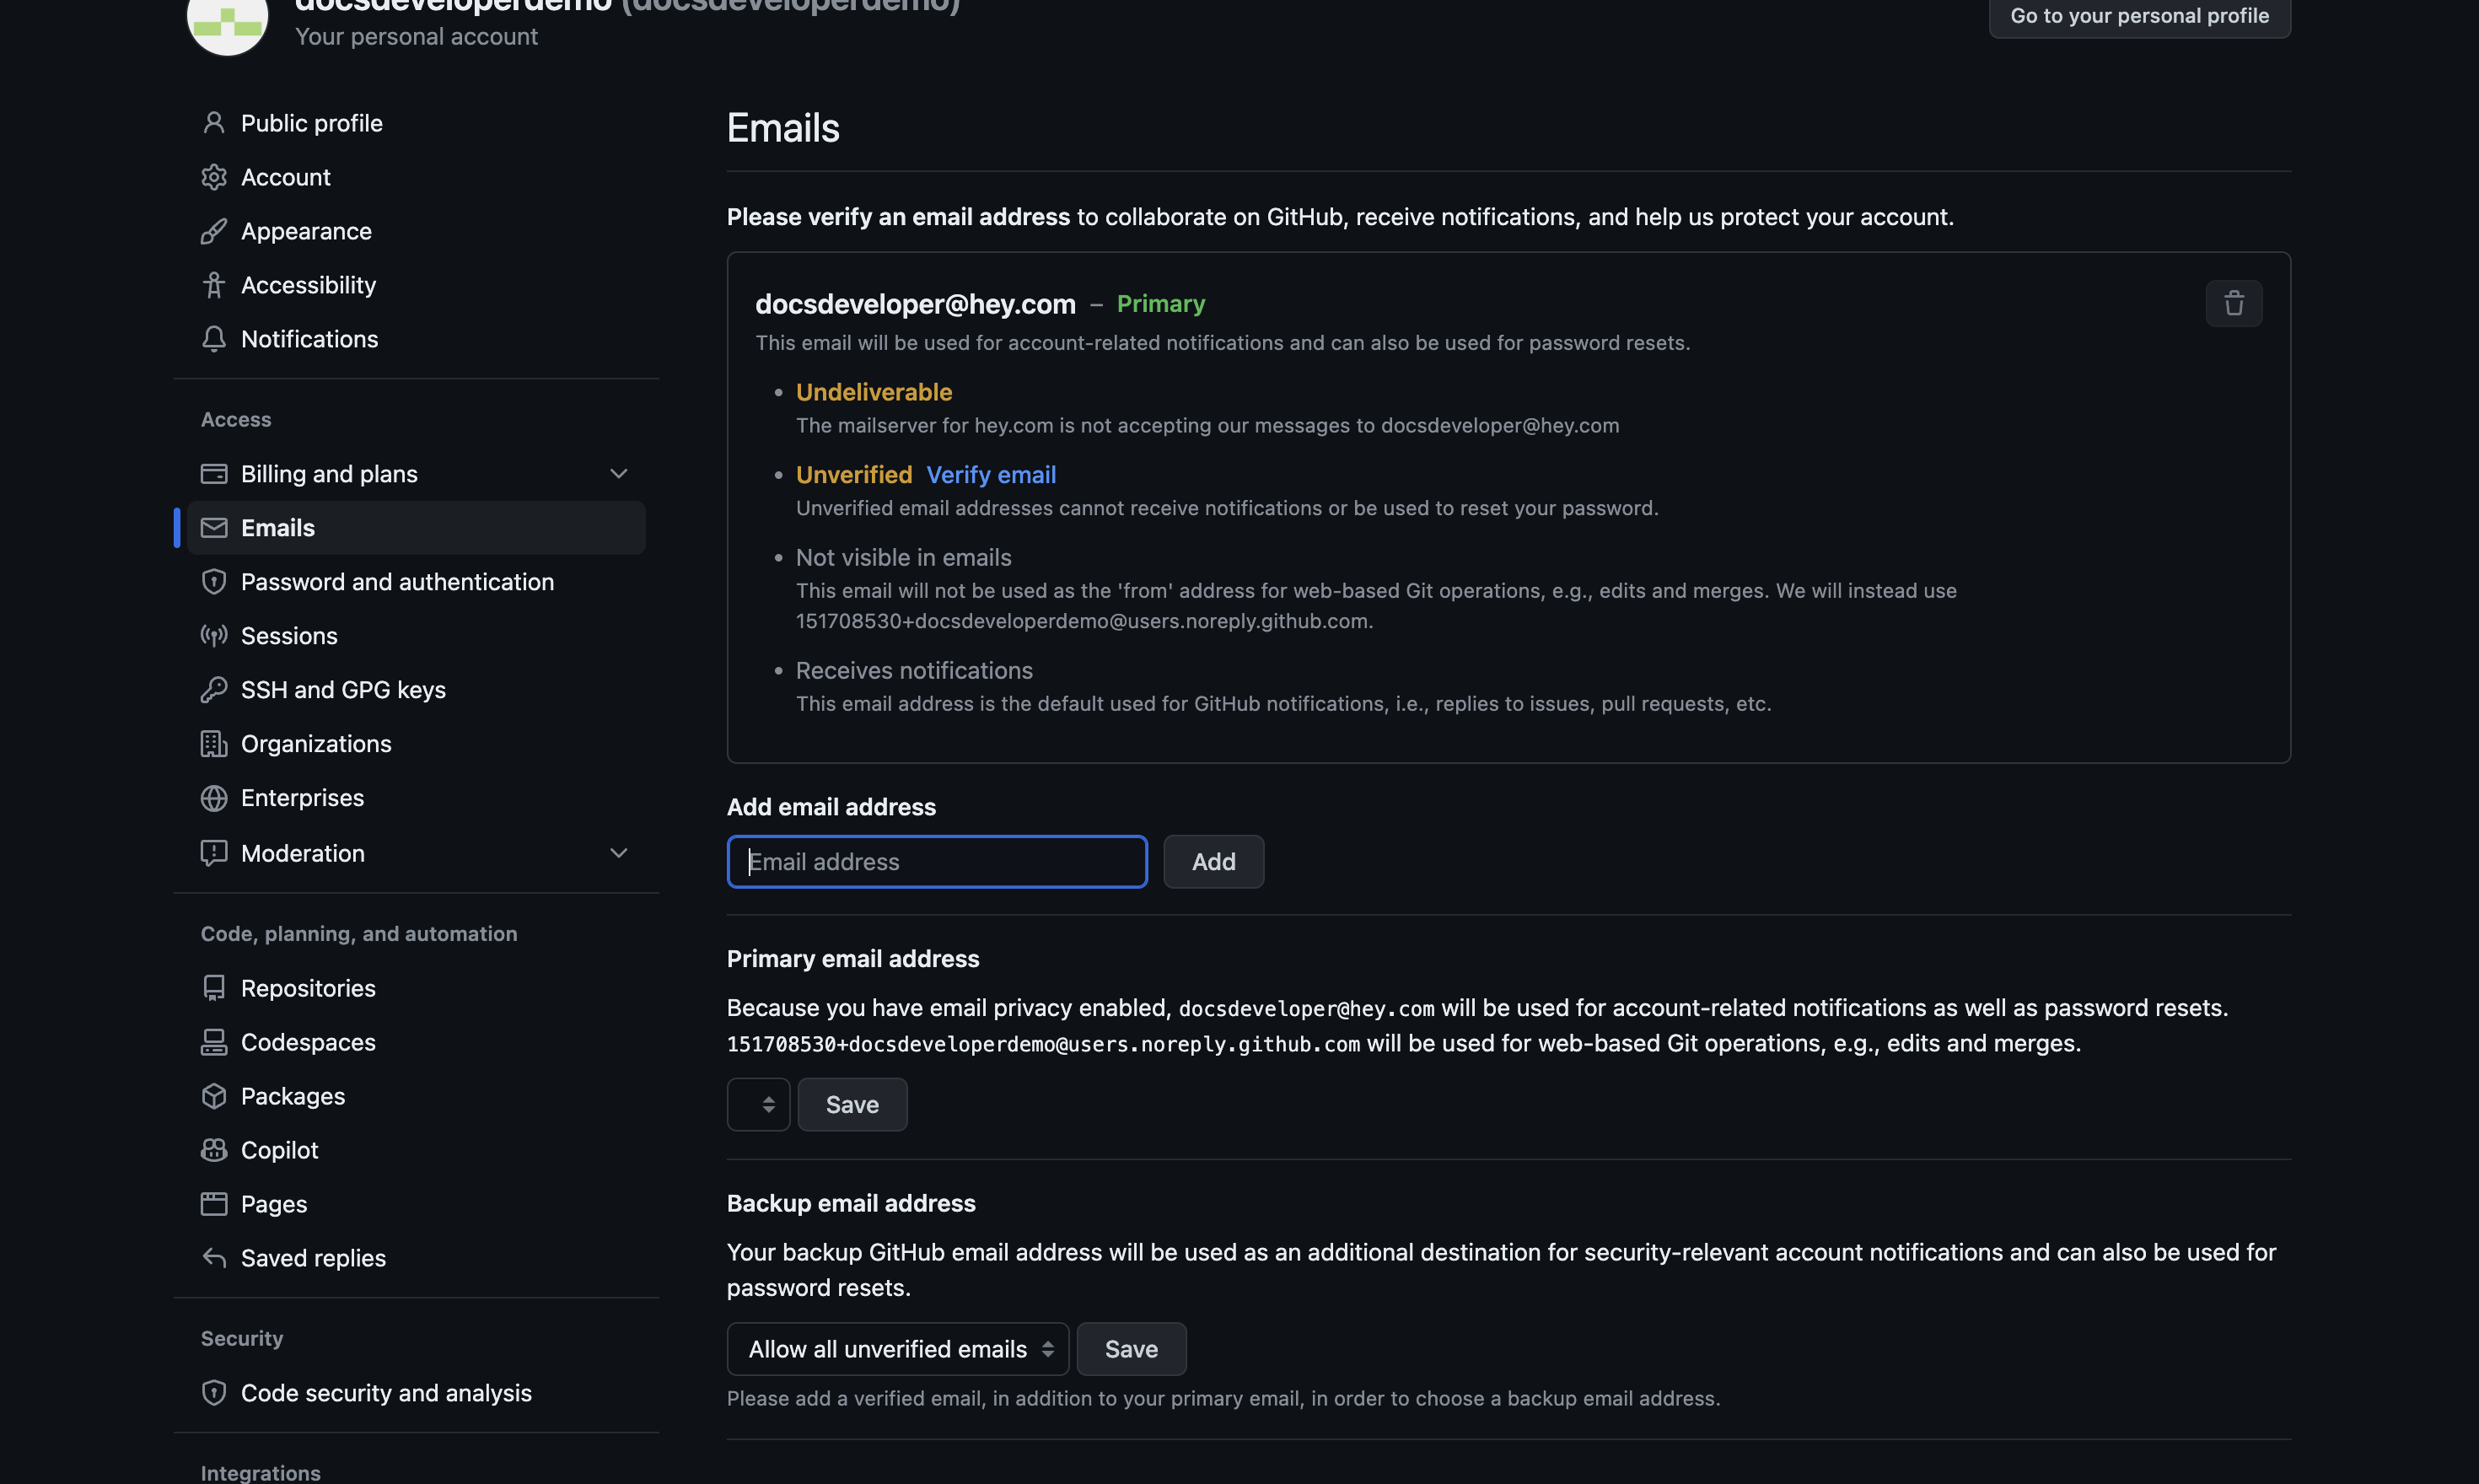 docsdeveloperdemo (docsdeveloperdemo)
Your personal account
Go to your personal profile
Public profile
Account
Appearance
Accessibility
Notifications
Access
Billing and plans
Emails
Password and authentication
Sessions
SSH and GPG keys
Organizations
Enterprises
Moderation
Code, planning, and automation
Repositories
Codespaces
Packages
Copilot
Pages
Saved replies
Security
Code security and analysis
Integrations
Emails
Please verify an email address to collaborate on GitHub, receive notifications, and help us protect your account.
docsdeveloper@hey.com – Primary
This email will be used for account-related notifications and can also be used for password resets.
• Undeliverable
The mailserver for hey.com is not accepting our messages to docsdeveloper@hey.com
• Unverified Verify email
Unverified email addresses cannot receive notifications or be used to reset your password.
• Not visible in emails
This email will not be used as the 'from' address for web-based Git operations, e.g., edits and merges. We will instead use
151708530+docsdeveloperdemo@users.noreply.github.com.
• Receives notifications
This email address is the default used for GitHub notifications, i.e., replies to issues, pull requests, etc.
Add email address
Email address
Add
Primary email address
Because you have email privacy enabled, docsdeveloper@hey.com will be used for account-related notifications as well as password resets.
151708530+docsdeveloperdemo@users.noreply.github.com will be used for web-based Git operations, e.g., edits and merges.
Save
Backup email address
Your backup GitHub email address will be used as an additional destination for security-relevant account notifications and can also be used for
password resets.
Allow all unverified emails
Save
Please add a verified email, in addition to your primary email, in order to choose a backup email address.